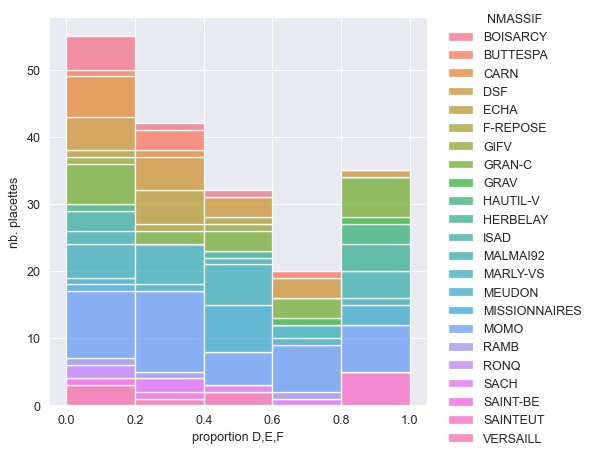 NMASSIF
BOISARCY
BUTTESPA
CARN
DSF
ECHA
F-REPOSE
GIFV
GRAN-C
GRAV
HAUTIL-V
HERBELAY
ISAD
MALMAI92
MARLY-VS
MEUDON
MISSIONNAIRES
MOMO
RAMB
RONQ
SACH
SAINT-BE
SAINTEUT
VERSAILL
nb. placettes
50
40
30
20
10
0
0.0 0.2 0.4 0.6 0.8 1.0
proportion D,E,F